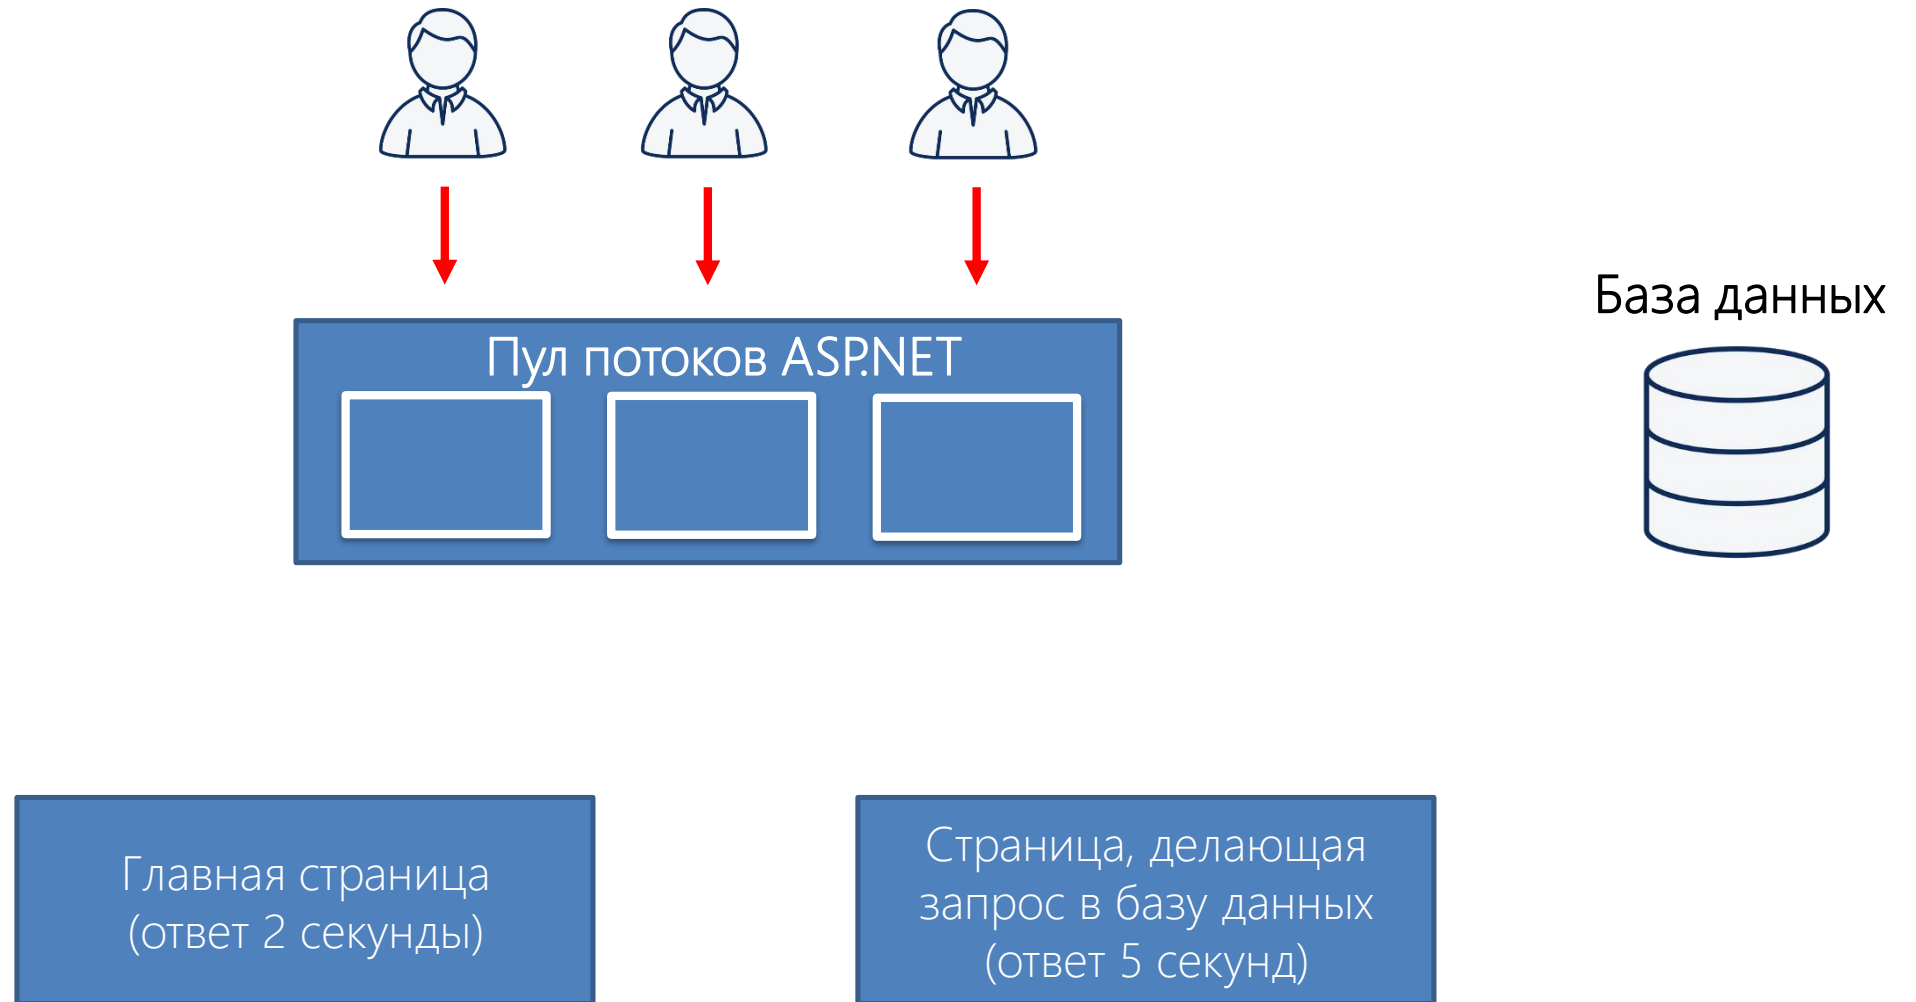 База данных
Пул потоков ASP.NET
Главная страница
(ответ 2 секунды)
Страница, делающая
запрос в базу данных
(ответ 5 секунд)